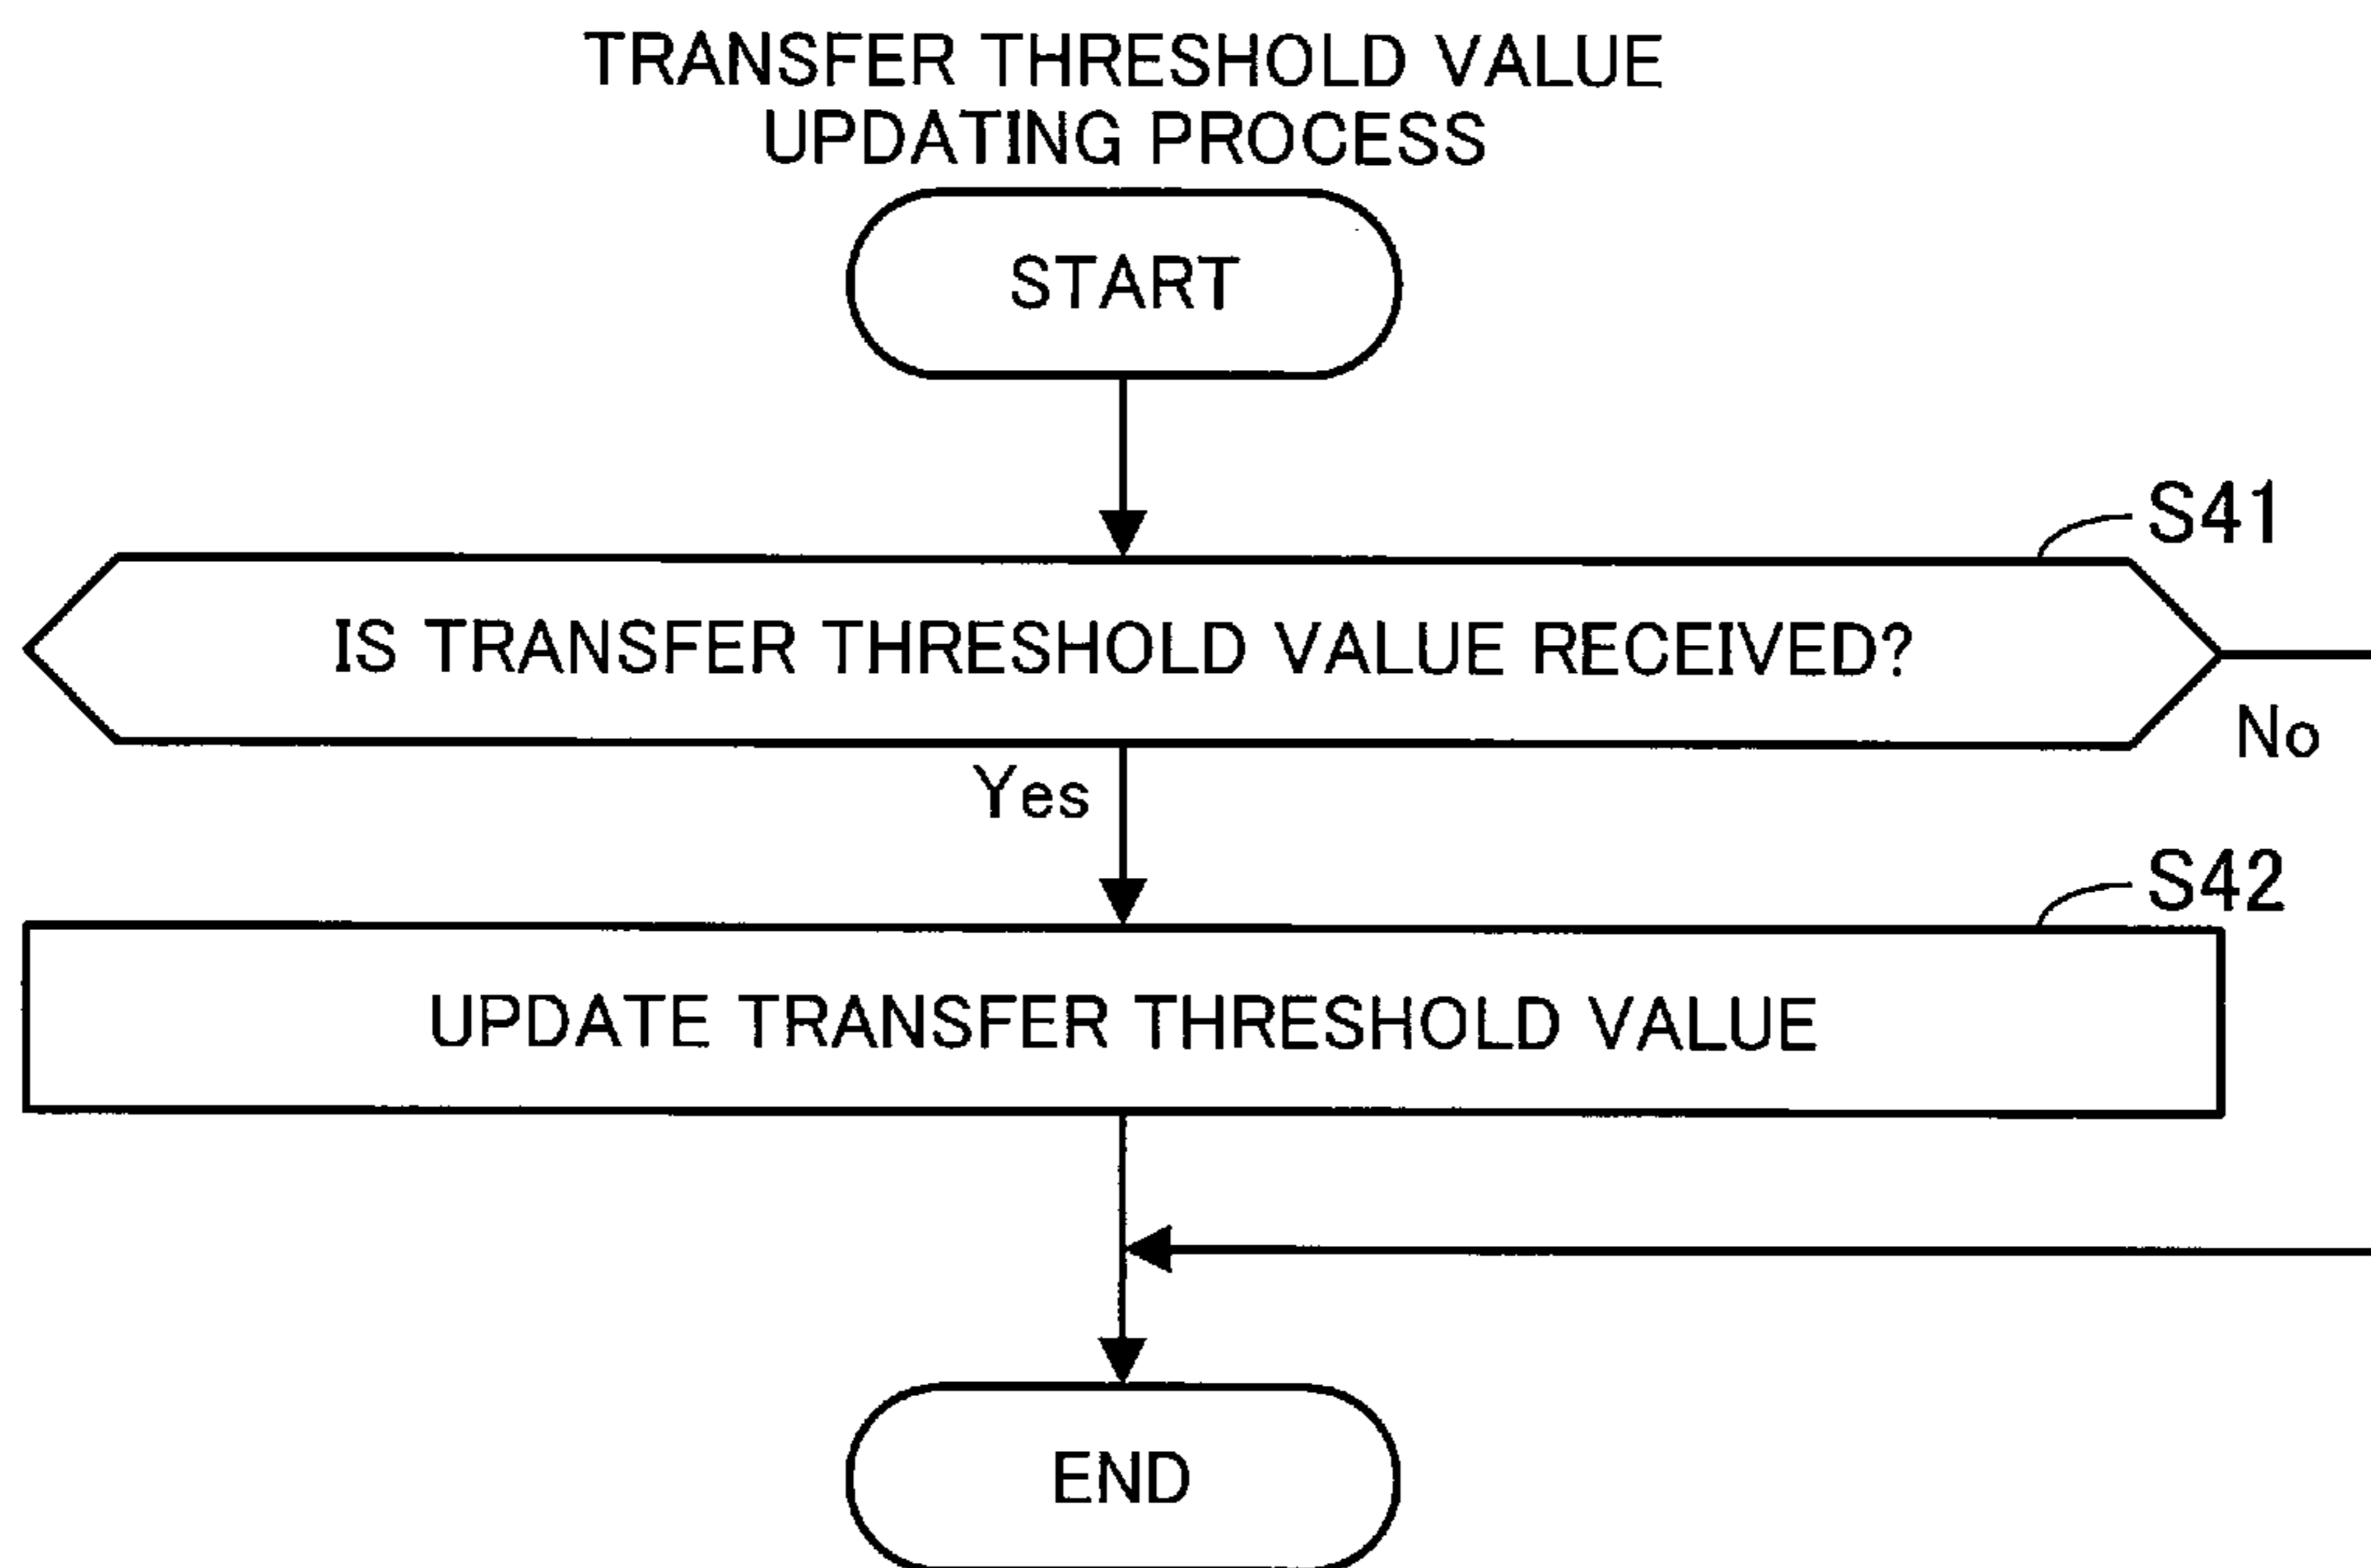 TRANSFER THRESHOLD VALUE
UPDATING PROCESS
START
S41
IS TRANSFER THRESHOLD VALUE RECEIVED?
No
Yes
S42
UPDATE TRANSFER THRESHOLD VALUE
END